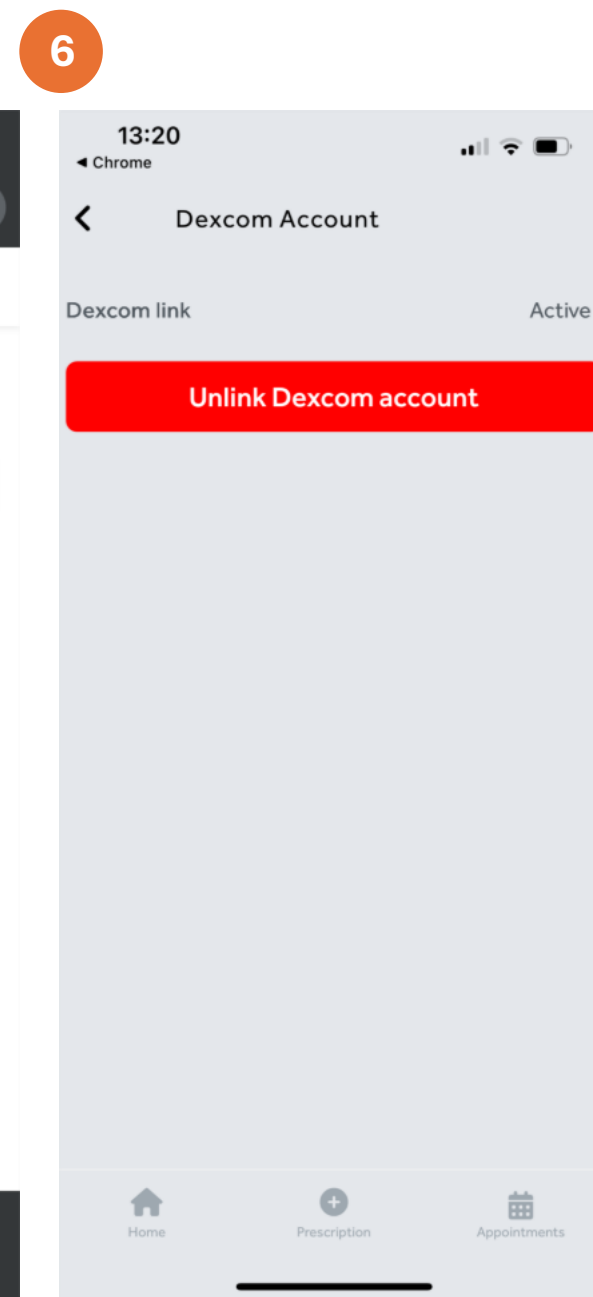 6
13:20
◄ Chrome
Dexcom Account
Dexcom link Active
Unlink Dexcom account
Home Prescription Appointments